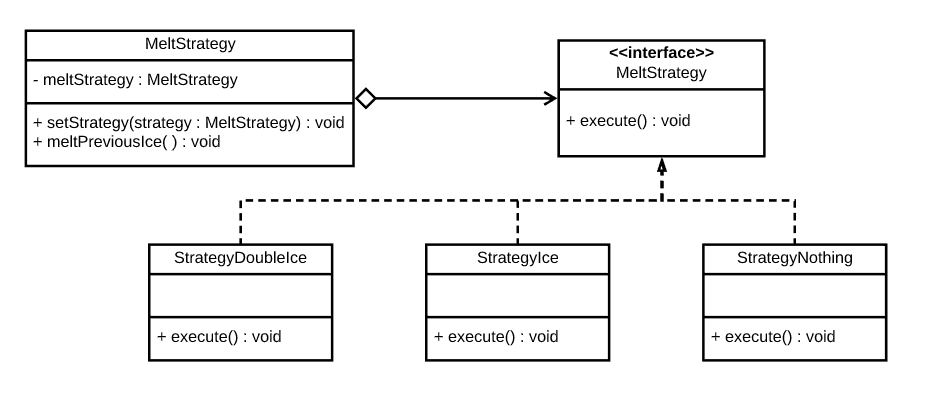 MeltStrategy
- meltStrategy : MeltStrategy
+ setStrategy(strategy : MeltStrategy) : void
+ meltPreviousIce( ) : void
<<interface>>
MeltStrategy
+ execute() : void
StrategyDoubleIce
+ execute() : void
StrategyIce
+ execute() : void
StrategyNothing
+ execute() : void